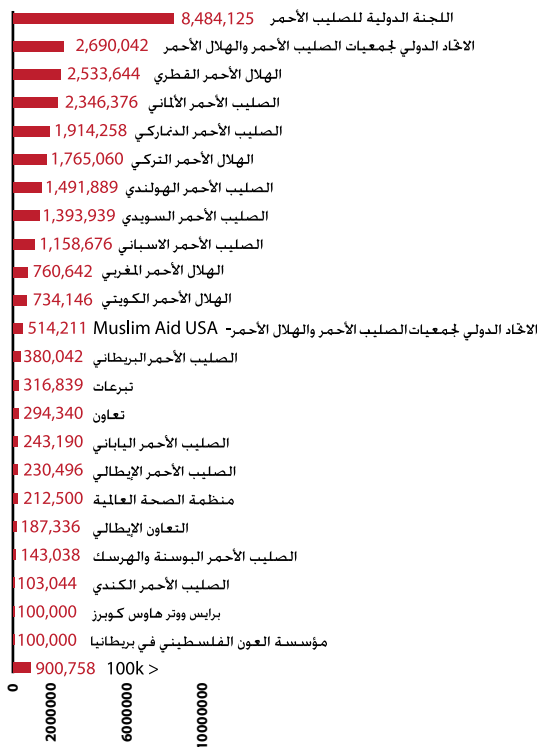 8,484,125 اللجنة الدولية للصليب الأحمر
2,690,042 الاتحاد الدولي لجمعيات الصليب الأحمر والهلال الأحمر
2,533,644 الهلال الأحمر القطري
2,346,376 الصليب الأحمر الألماني
1,914,258 الصليب الأحمر الدنماركي
1,765,060 الهلال الأحمر التركي
1,491,889 الصليب الأحمر الهولندي
1,393,939 الصليب الأحمر السويدي
1,158,676 الصليب الأحمر الاسباني
760,642 الهلال الأحمر المغربي
734,146 الهلال الأحمر الكويتي
514,211 Muslim Aid USA -الاتحاد الدولي لجمعيات الصليب الأحمر والهلال الأحمر
380,042 الصليب الأحمر البريطاني
316,839 تبرعات
294,340 تعاون
243,190 الصليب الأحمر الياباني
230,496 الصليب الأحمر الإيطالي
212,500 منظمة الصحة العالمية
187,336 التعاون الإيطالي
143,038 الصليب الأحمر البوسنة والهرسك
103,044 الصليب الأحمر الكندي
100,000 برايس ووتر هاوس كوبرز
100,000 مؤسسة العون الفلسطيني في بريطانيا
900,758 100k >
0
2000000
6000000
10000000